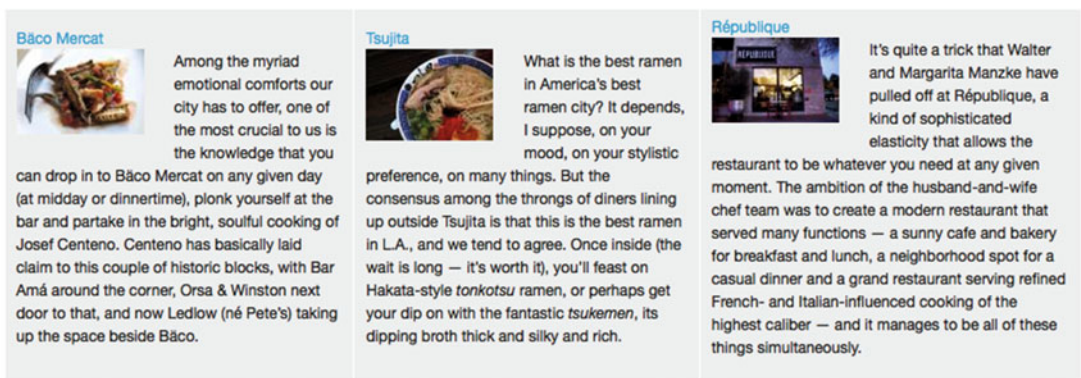 Bäco Mercat
Among the myriad
emotional comforts our
city has to offer, one of
the most crucial to us is
the knowledge that you
can drop in to Bäco Mercat on any given day
(at midday or dinnertime), plonk yourself at the
bar and partake in the bright, soulful cooking of
Josef Centeno. Centeno has basically laid
claim to this couple of historic blocks, with Bar
Amá around the corner, Orsa & Winston next
door to that, and now Ledlow (né Pete's) taking
up the space beside Bäco.
Tsujita
What is the best ramen
in America's best
ramen city? It depends,
I suppose, on your
mood, on your stylistic
preference, on many things. But the
consensus among the throngs of diners lining
up outside Tsujita is that this is the best ramen
in L.A., and we tend to agree. Once inside (the
wait is long — it's worth it), you'll feast on
Hakata-style tonkotsu ramen, or perhaps get
your dip on with the fantastic tsukemen, its
dipping broth thick and silky and rich.
République
RÉPUBLIQUE
It's quite a trick that Walter
and Margarita Manzke have
pulled off at République, a
kind of sophisticated
elasticity that allows the
restaurant to be whatever you need at any given
moment. The ambition of the husband-and-wife
chef team was to create a modern restaurant that
served many functions — a sunny cafe and bakery
for breakfast and lunch, a neighborhood spot for a
casual dinner and a grand restaurant serving refined
French- and Italian-influenced cooking of the
highest caliber — and it manages to be all of these
things simultaneously.